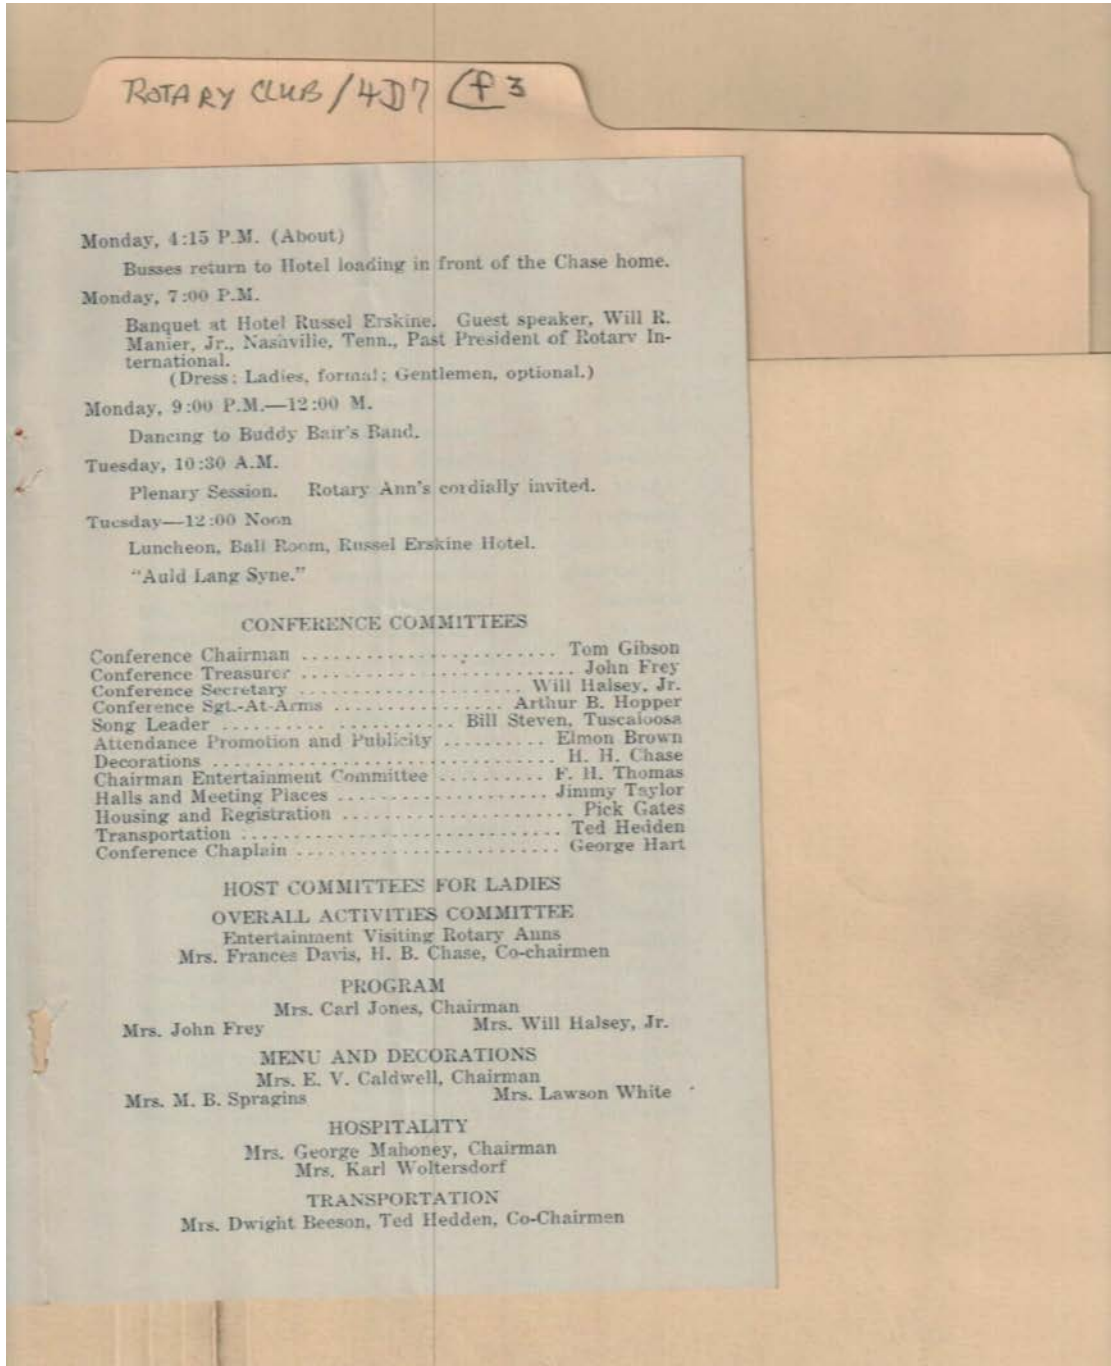 ROTARY CLUB / 4D7 f 3
Monday, 4:15 P.M. (About)
Busses return to Hotel loading in front of the Chase home.
Monday, 7:00 P.M.
Banquet at Hotel Russel Erskine. Guest speaker, Will R.
Manier, Jr., Nashville, Tenn., Past President of Rotary In-
ternational.
(Dress: Ladies, formal; Gentlemen, optional.)
Monday, 9:00 P.M.—12:00 M.
Dancing to Buddy Bair's Band.
Tuesday, 10:30 A.M.
Plenary Session. Rotary Ann's cordially invited.
Tuesday—12:00 Noon
Luncheon, Ball Room, Russel Erskine Hotel.
"Auld Lang Syne."
CONFERENCE COMMITTEES
Conference Chairman ........................ Tom Gibson
Conference Treasurer .......................... John Frey
Conference Secretary ..................... Will Halsey, Jr.
Conference Sgt.-At-Arms ................ Arthur B. Hopper
Song Leader .......... ........... Bill Steven, Tuscaloosa
Attendance Promotion and Publicity .......... Elmon Brown
Decorations ................................. H. H. Chase
Chairman Entertainment Committee .......... F. H. Thomas
Halls and Meeting Places .................... Jimmy Taylor
Housing and Registration ...................... Pick Gates
Transportation .............................. Ted Hedden
Conference Chaplain ......................... George Hart
HOST COMMITTEES FOR LADIES
OVERALL ACTIVITIES COMMITTEE
Entertainment Visiting Rotary Anns
Mrs. Frances Davis, H. B. Chase, Co-chairmen
PROGRAM
Mrs. Carl Jones, Chairman
Mrs. John Frey Mrs. Will Halsey, Jr.
MENU AND DECORATIONS
Mrs. E. V. Caldwell, Chairman
Mrs. M. B. Spragins Mrs. Lawson White
HOSPITALITY
Mrs. George Mahoney, Chairman
Mrs. Karl Woltersdorf
TRANSPORTATION
Mrs. Dwight Beeson, Ted Hedden, Co-Chairmen